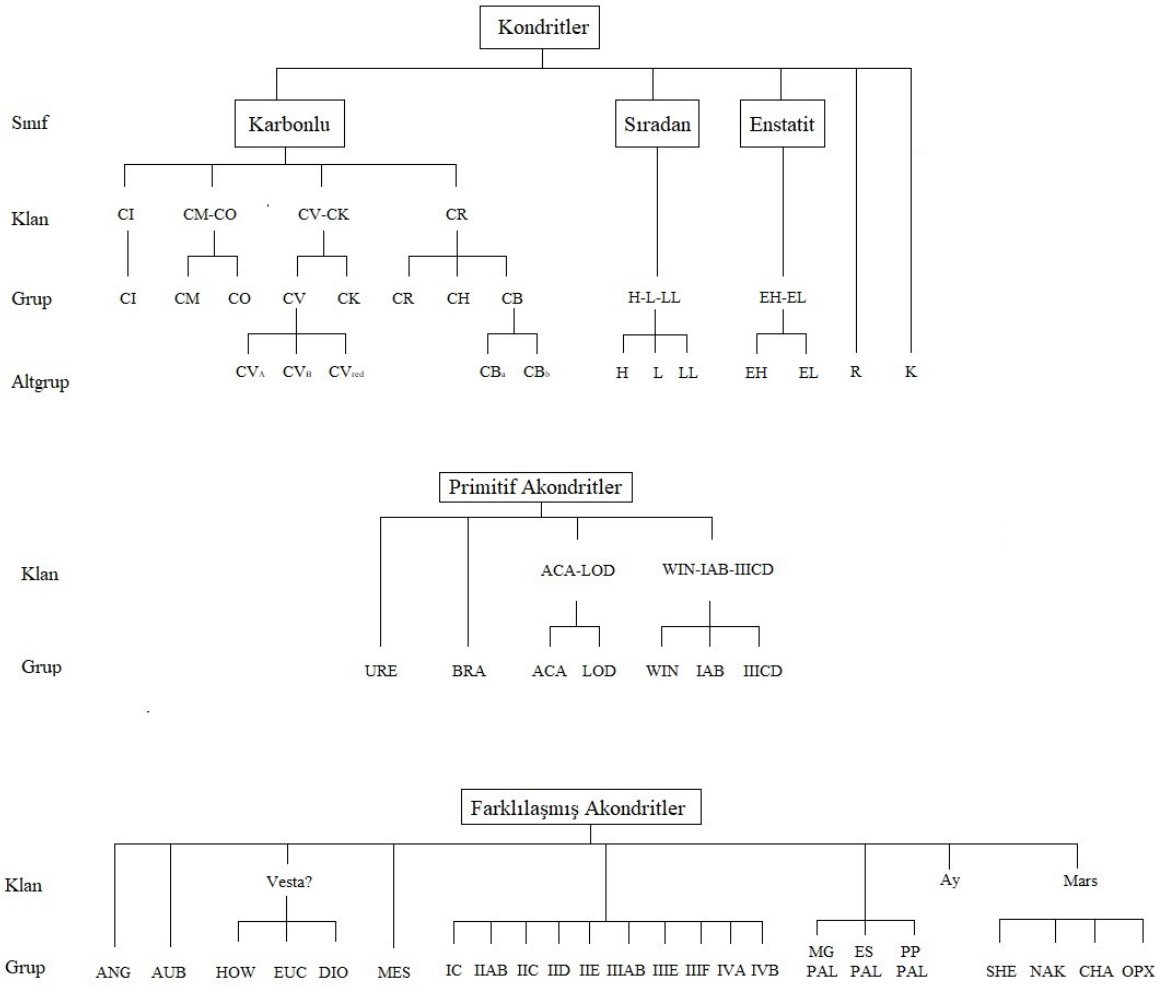 Kondritler
Sınıf Karbonlu Sıradan Enstatit
Klan CI CM-CO CV-CK CR
Grup CI CM CO CV CK CR CH CB H-L-LL EH-EL
Altgrup CVA CVB CVred CBa CBb H L LL EH EL R K
Primitif Akondritler
Klan ACA-LOD WIN-IAB-IIICD
Grup URE BRA ACA LOD WIN IAB IIICD
Farklılaşmış Akondritler
Klan Vesta? Ay Mars
MG ES PP
Grup ANG AUB HOW EUC DIO MES IC IIAB IIC IID IIE IIIAB IIIE IIIF IVA IVB PAL PAL PAL SHE NAK CHA OPX